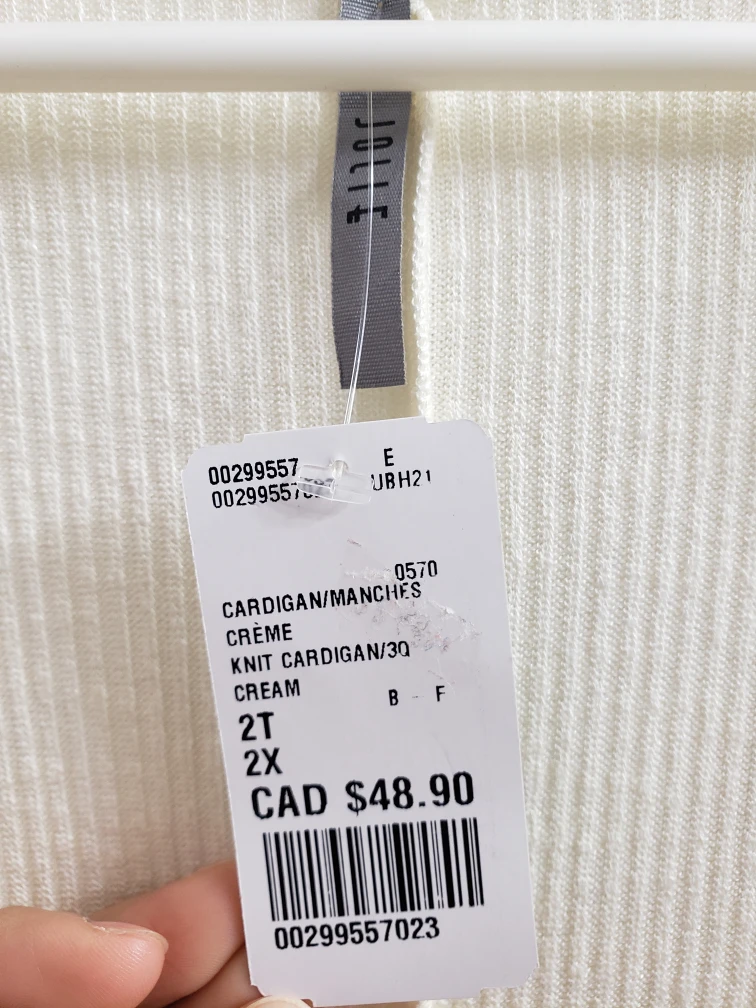 JOLIE
00299557 E
UBH21
0570
CARDIGAN/MANCHES
CRÈME
KNIT CARDIGAN/3Q
CREAM B - F
2T
2X
CAD $48.90
00299557023